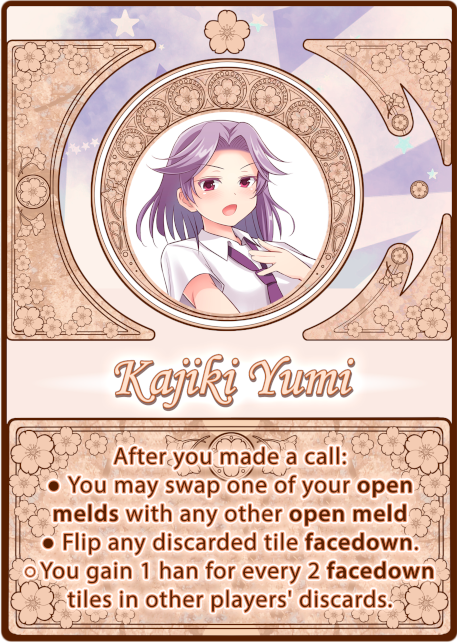 Kajiki Yumi
After you made a call:
● You may swap one of your open
melds with any other open meld
● Flip any discarded tile facedown.
○You gain 1 han for every 2 facedown
tiles in other players' discards.